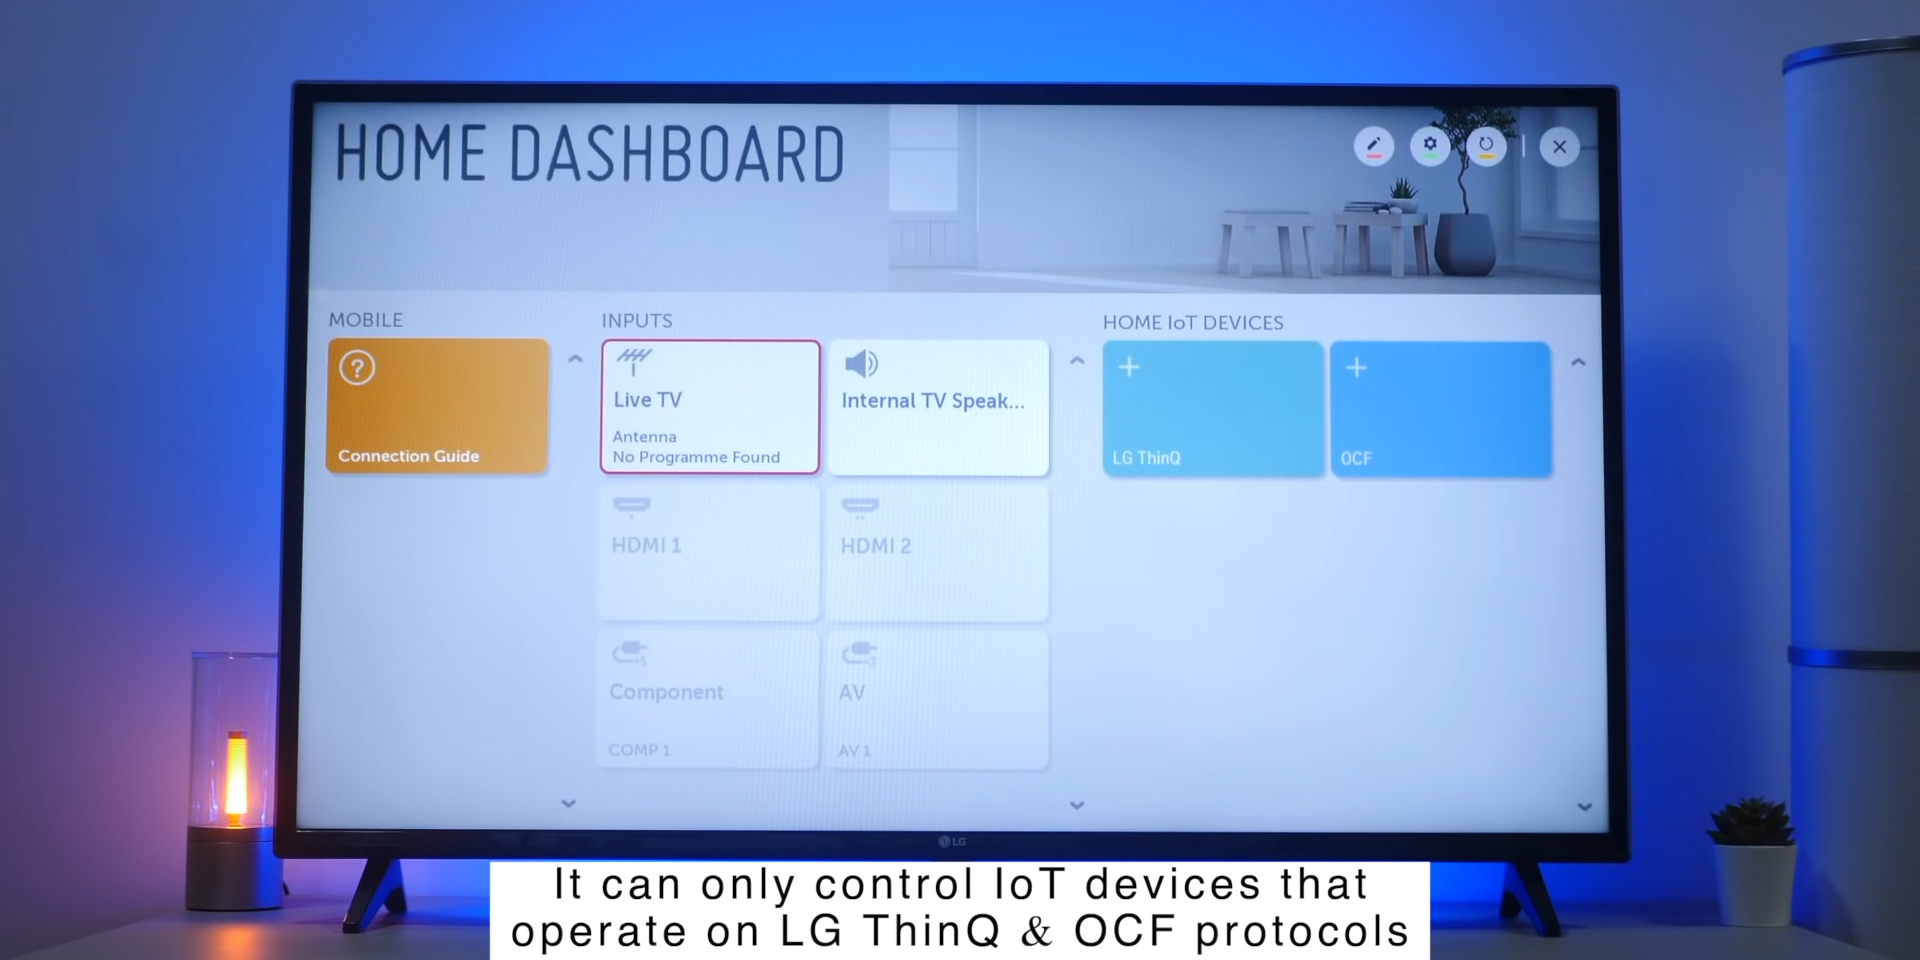 HOME DASHBOARD
MOBILE
Connection Guide
INPUTS
Live TV
Antenna
No Programme Found
Internal TV Speak...
HDMI 1
HDMI 2
Component
COMP 1
AV
AV 1
HOME IoT DEVICES
LG ThinQ
OCF
LG
It can only control IoT devices that
operate on LG ThinQ & OCF protocols